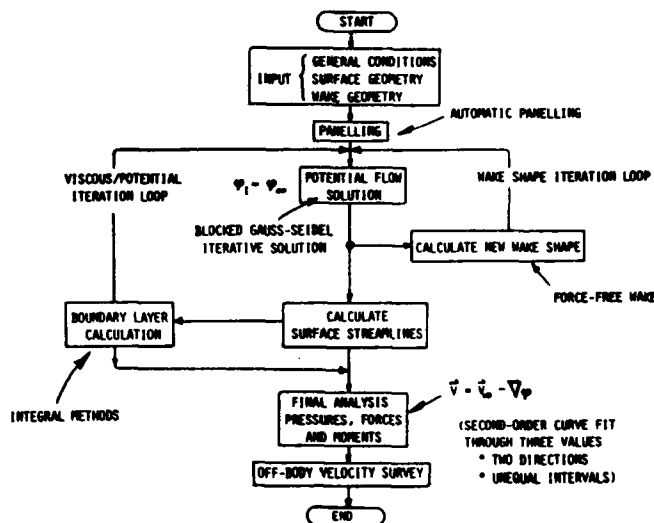 START
INPUT { GENERAL CONDITIONS
SURFACE GEOMETRY
WAKE GEOMETRY
AUTOMATIC PANELLING
PANELLING
VISCOUS/POTENTIAL
ITERATION LOOP
φi = φ∞
POTENTIAL FLOW
SOLUTION
WAKE SHAPE ITERATION LOOP
BLOCKED GAUSS-SEIBEL
ITERATIVE SOLUTION
CALCULATE NEW WAKE SHAPE
FORCE-FREE WAKE
BOUNDARY LAYER
CALCULATION
CALCULATE
SURFACE STREAMLINES
INTEGRAL METHODS
FINAL ANALYSIS
PRESSURES, FORCES
AND MOMENTS
V⃗ = V⃗∞ - ∇φ
(SECOND-ORDER CURVE FIT
THROUGH THREE VALUES
• TWO DIRECTIONS
• UNEQUAL INTERVALS)
OFF-BODY VELOCITY SURVEY
END